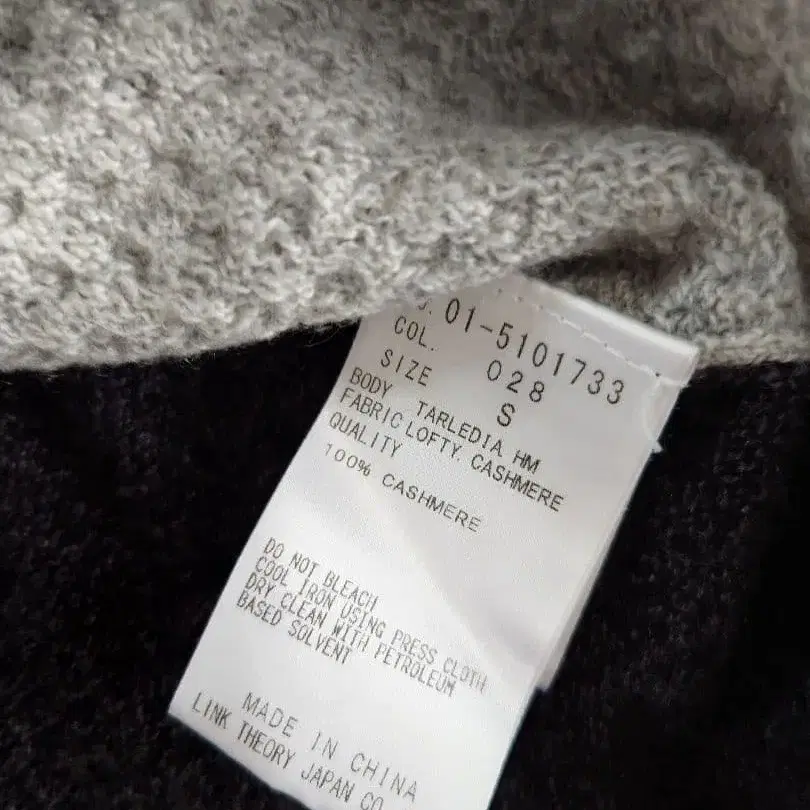 . 01-5101733
COL. 028
SIZE S
BODY TARLEDIA HM
FABRIC LOFTY. CASHMERE
QUALITY
100% CASHMERE
DO NOT BLEACH
COOL IRON USING PRESS CLOTH
DRY CLEAN WITH PETROLEUM
BASED SOLVENT
MADE IN CHINA
LINK THEORY JAPAN CO